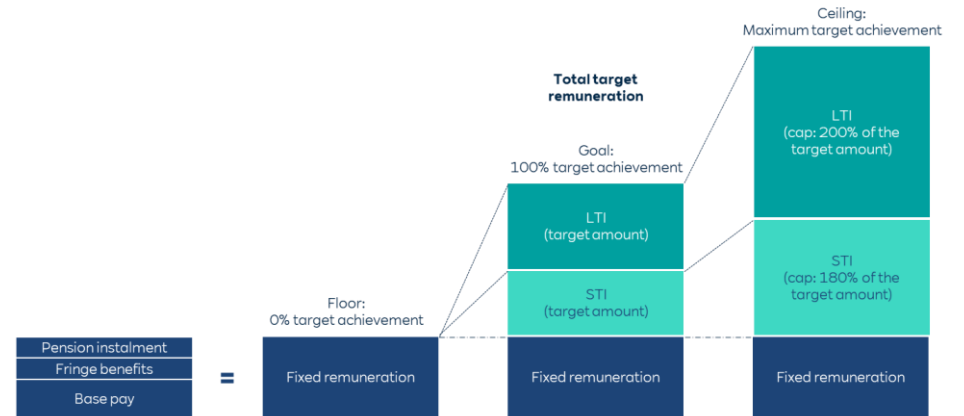 Ceiling:
Maximum target achievement
Total target
remuneration
LTI
(cap: 200% of the
target amount)
Goal:
100% target achievement
LTI
(target amount)
STI
(cap: 180% of the
target amount)
STI
(target amount)
Floor:
0% target achievement
Pension instalment
Fringe benefits
Base pay
=
Fixed remuneration
Fixed remuneration
Fixed remuneration